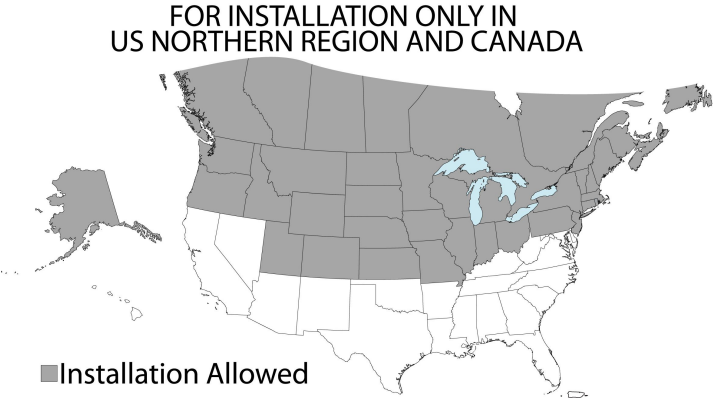 FOR INSTALLATION ONLY IN
US NORTHERN REGION AND CANADA
Installation Allowed